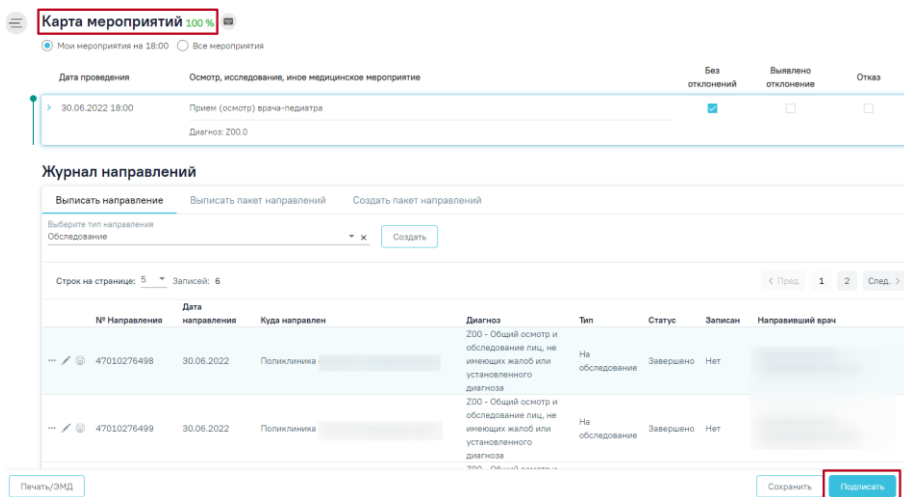 Карта мероприятий 100 %
Мои мероприятия на 18:00 Все мероприятия
Дата проведения Осмотр, исследование, иное медицинское мероприятие Без отклонений Выявлено отклонение Отказ
30.06.2022 18:00 Прием (осмотр) врача-педиатра
Диагноз: Z00.0
Журнал направлений
Выписать направление Выписать пакет направлений Создать пакет направлений
Выберите тип направления
Обследование x Создать
Строк на странице: 5 Записей: 6 < Пред. 1 2 След. >
№ Направления Дата направления Куда направлен Диагноз Тип Статус Записан Направивший врач
Z00 - Общий осмотр и
обследование лиц, не
47010276498 30.06.2022 Поликлиника имеющих жалоб или На обследование Завершено Нет
установленного
диагноза
Z00 - Общий осмотр и
обследование лиц, не
47010276499 30.06.2022 Поликлиника имеющих жалоб или На обследование Завершено Нет
установленного
диагноза
Печать/ЭМД Сохранить Подписать